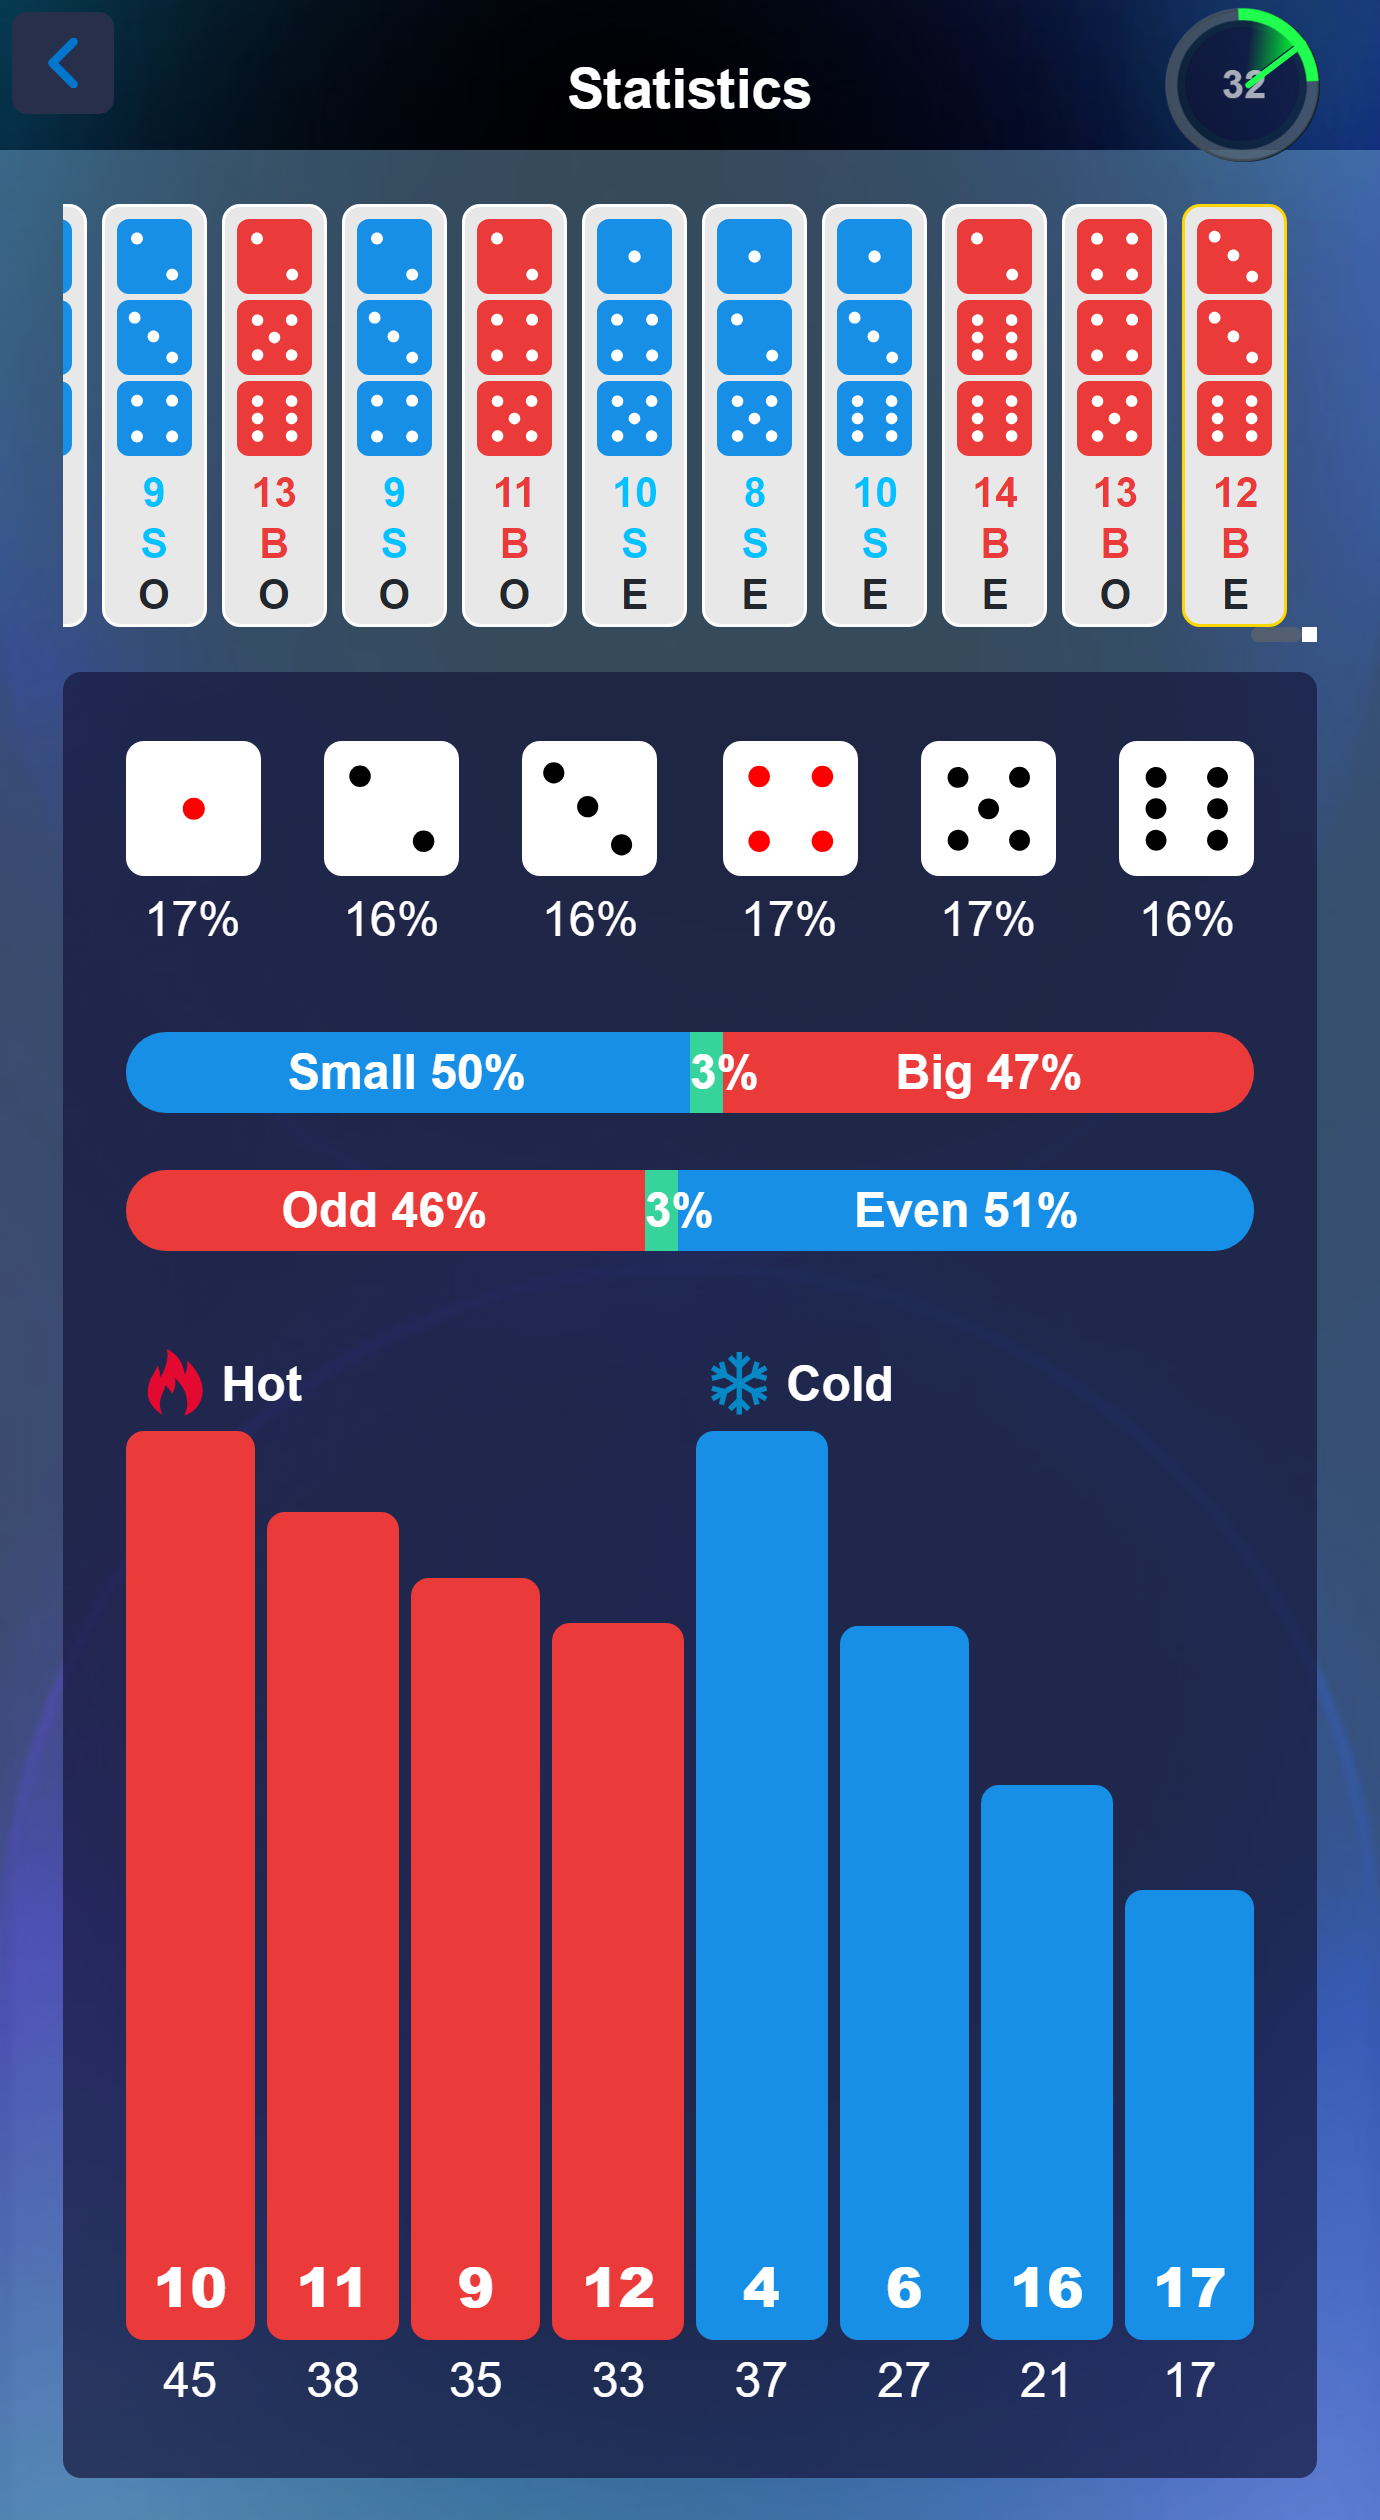 Statistics
32
9 13 9 11 10 8 10 14 13 12
S B S B S S S B B B
O O O O E E E E O E
17% 16% 16% 17% 17% 16%
Small 50% 3% Big 47%
Odd 46% 3% Even 51%
Hot Cold
10 11 9 12 4 6 16 17
45 38 35 33 37 27 21 17